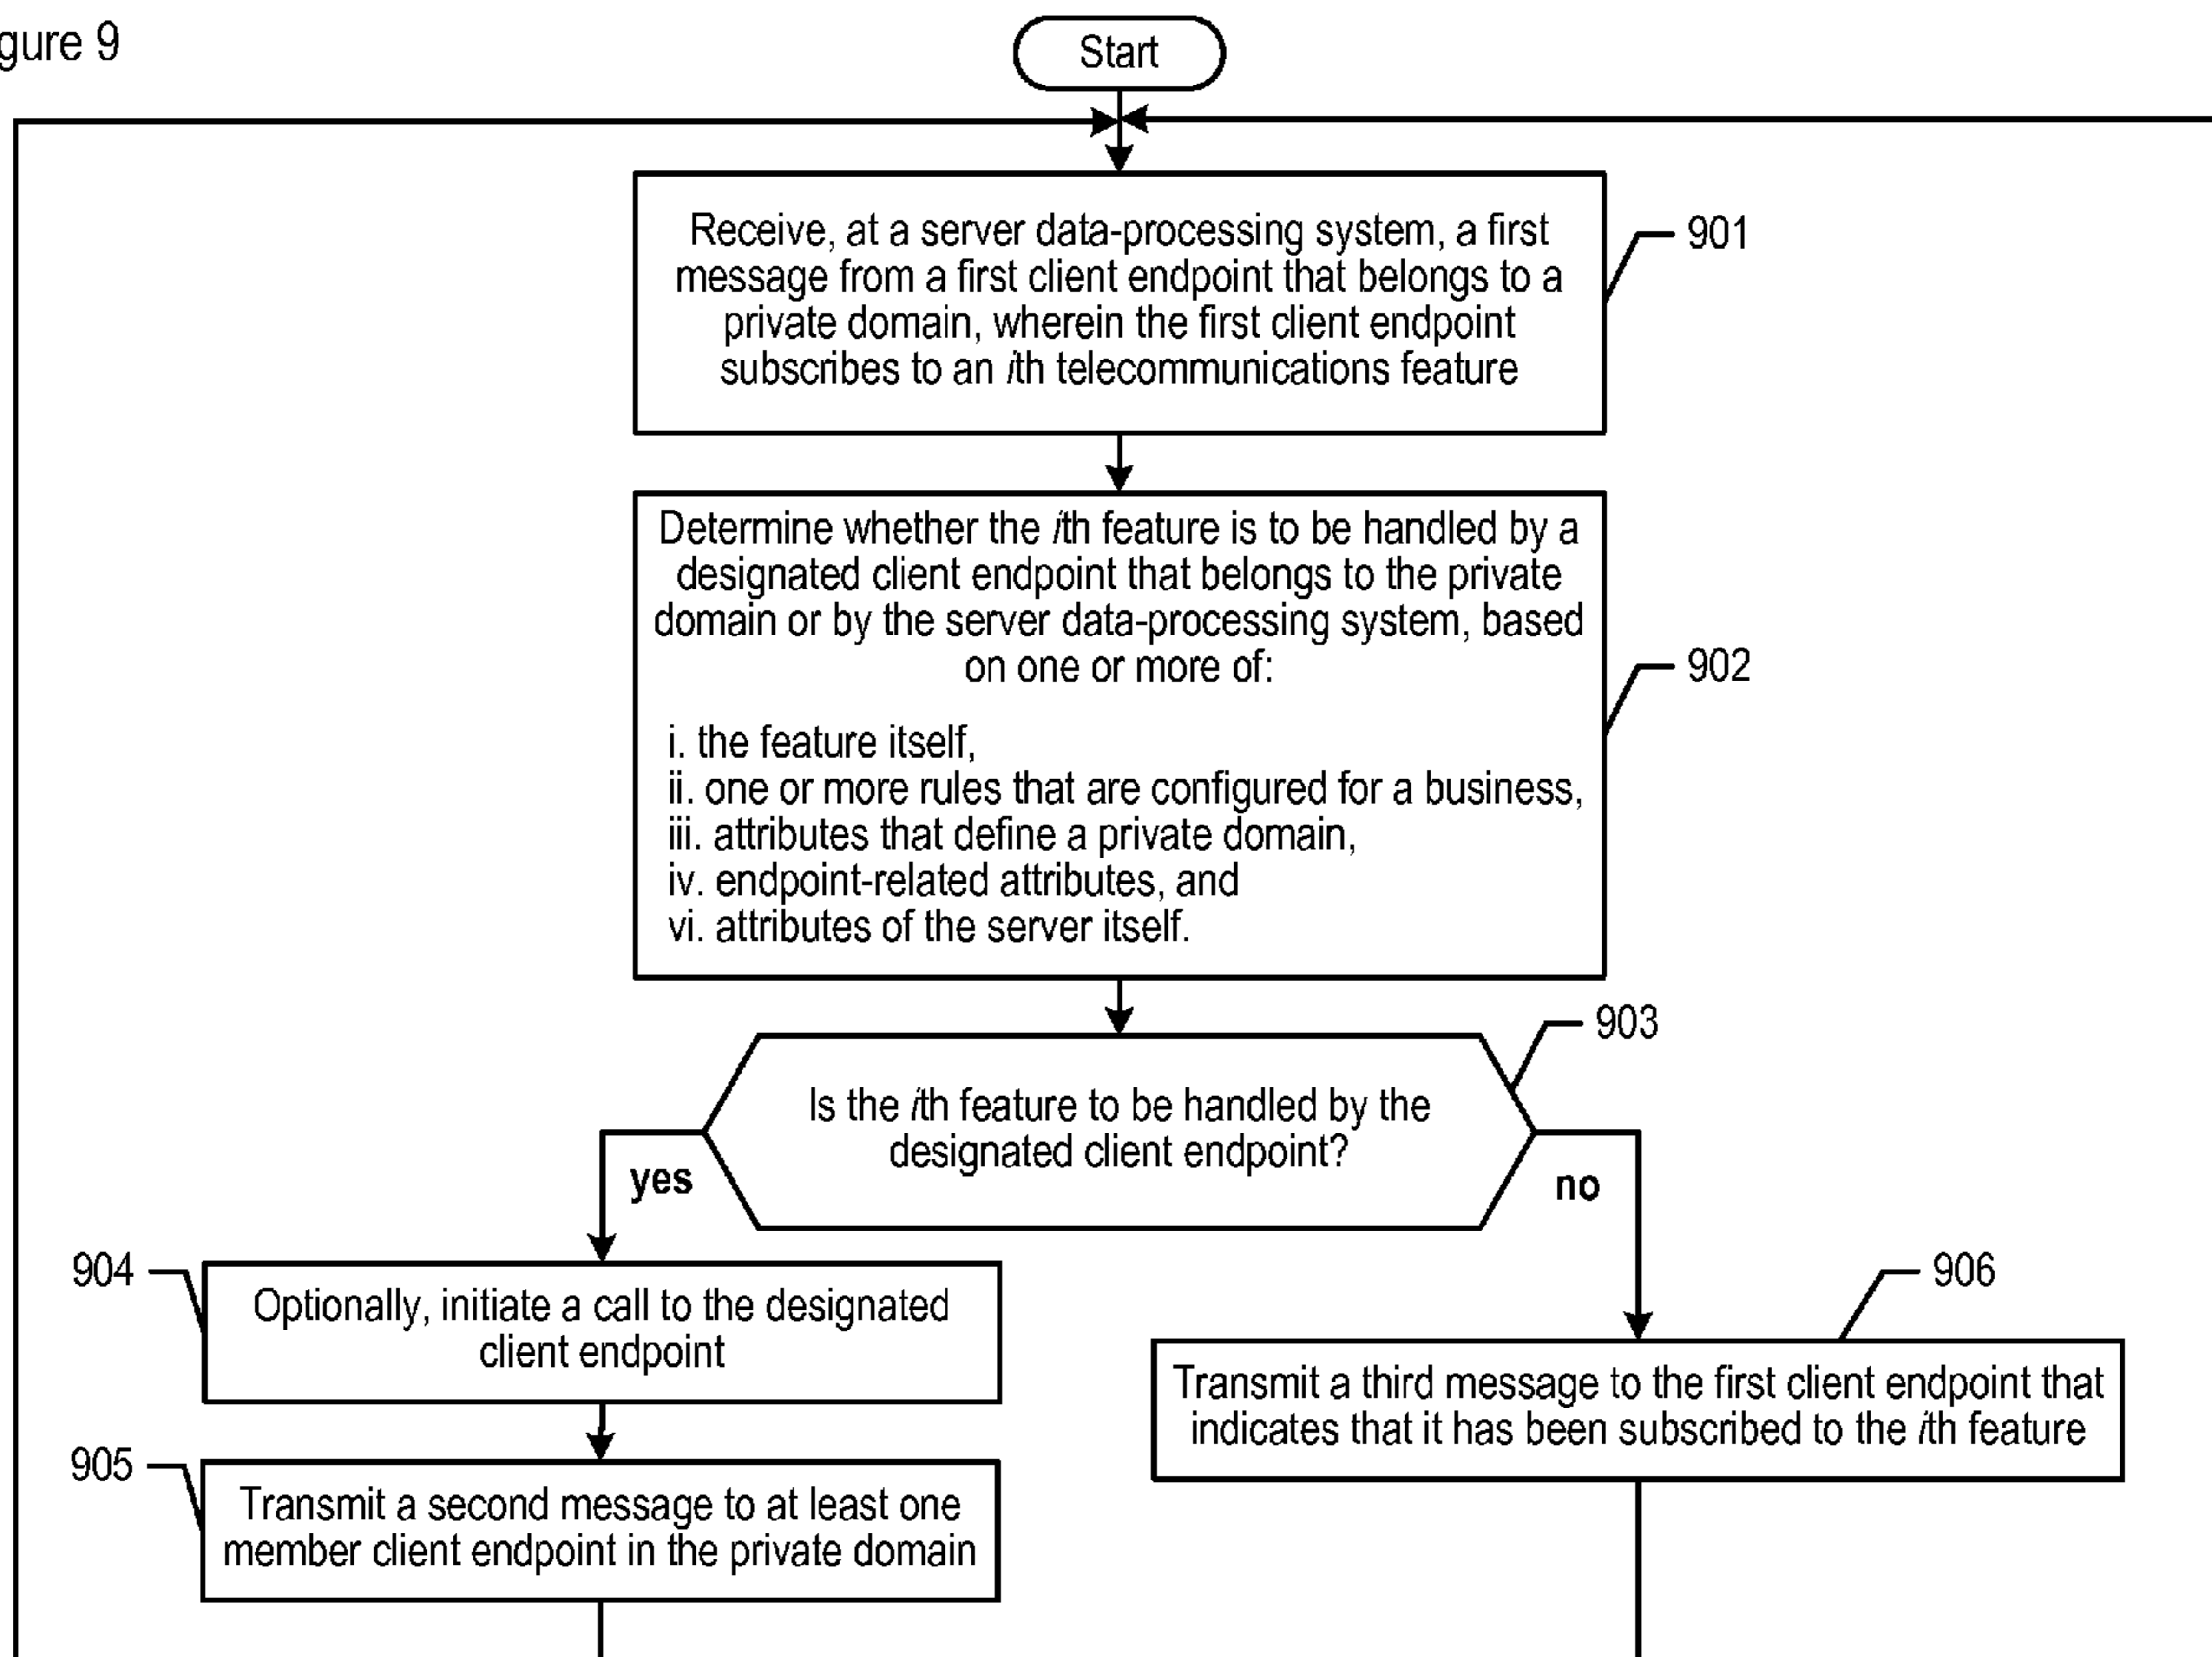 gure 9
Start
Receive, at a server data-processing system, a first
message from a first client endpoint that belongs to a
private domain, wherein the first client endpoint
subscribes to an ith telecommunications feature
901
Determine whether the ith feature is to be handled by a
designated client endpoint that belongs to the private
domain or by the server data-processing system, based
on one or more of:
i. the feature itself,
ii. one or more rules that are configured for a business,
iii. attributes that define a private domain,
iv. endpoint-related attributes, and
vi. attributes of the server itself.
902
903
Is the ith feature to be handled by the
designated client endpoint?
yes
no
904
Optionally, initiate a call to the designated
client endpoint
906
Transmit a third message to the first client endpoint that
indicates that it has been subscribed to the ith feature
905
Transmit a second message to at least one
member client endpoint in the private domain